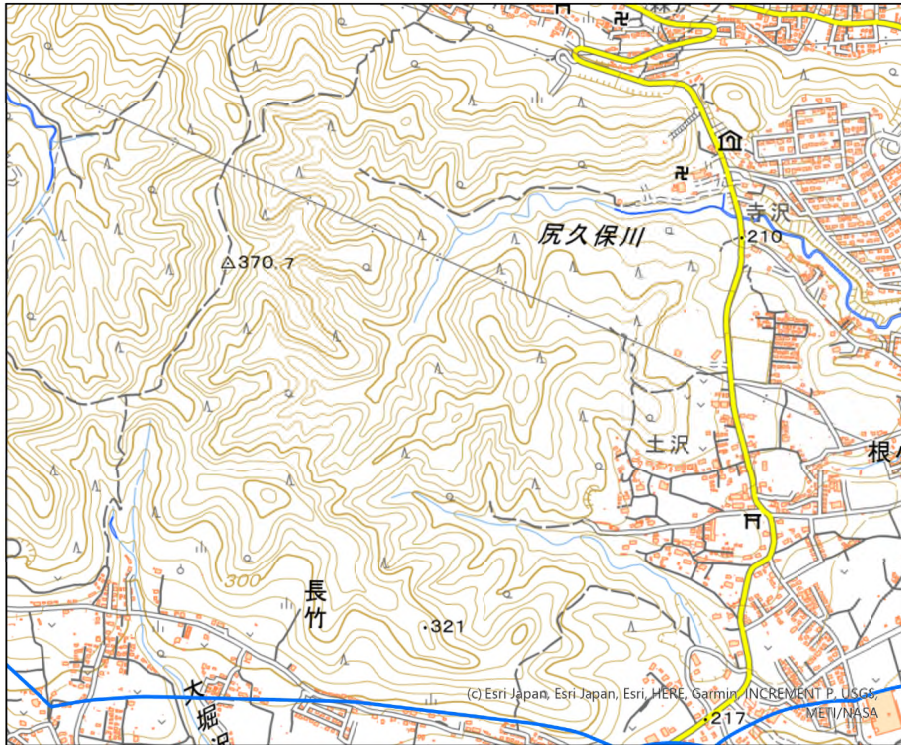 寺沢
尻久保川
210
370.7
土沢
根小
300
長竹
321
大堀
(c) Esri Japan, Esri Japan, Esri, HERE, Garmin, INCREMENT P, USGS,
METI/NASA
217